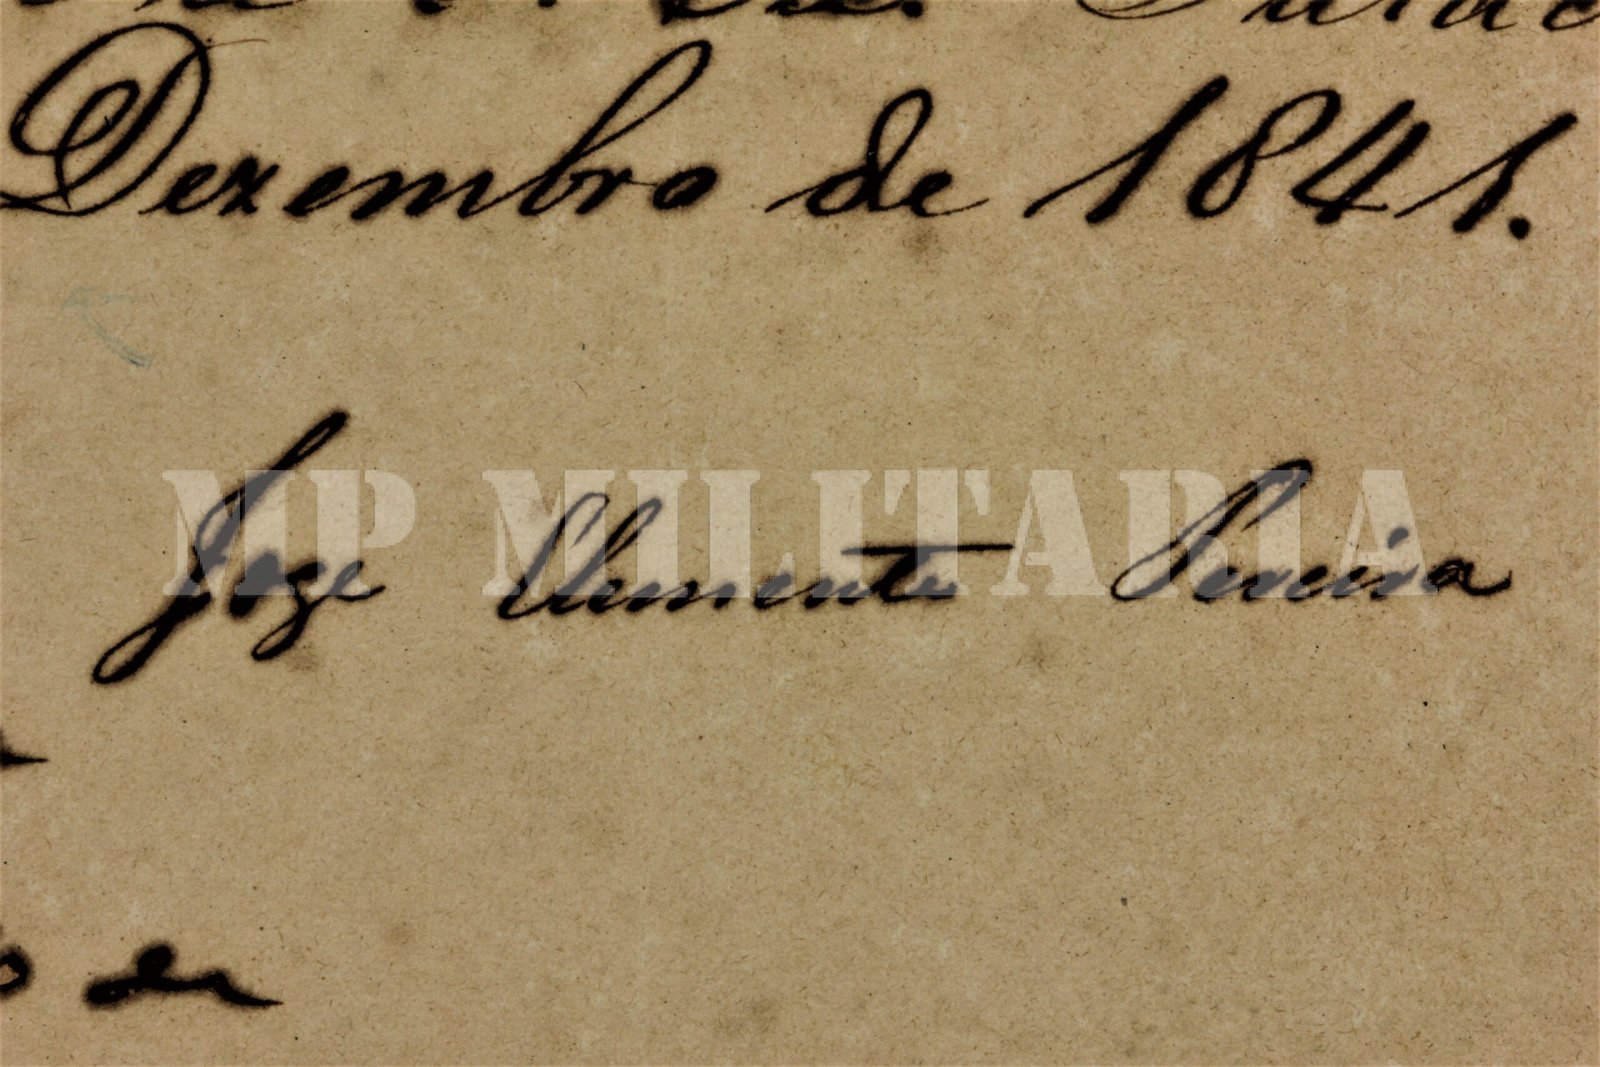 Dezembro de 1841.
Joze Clemente Pereira
MP MILITARIA